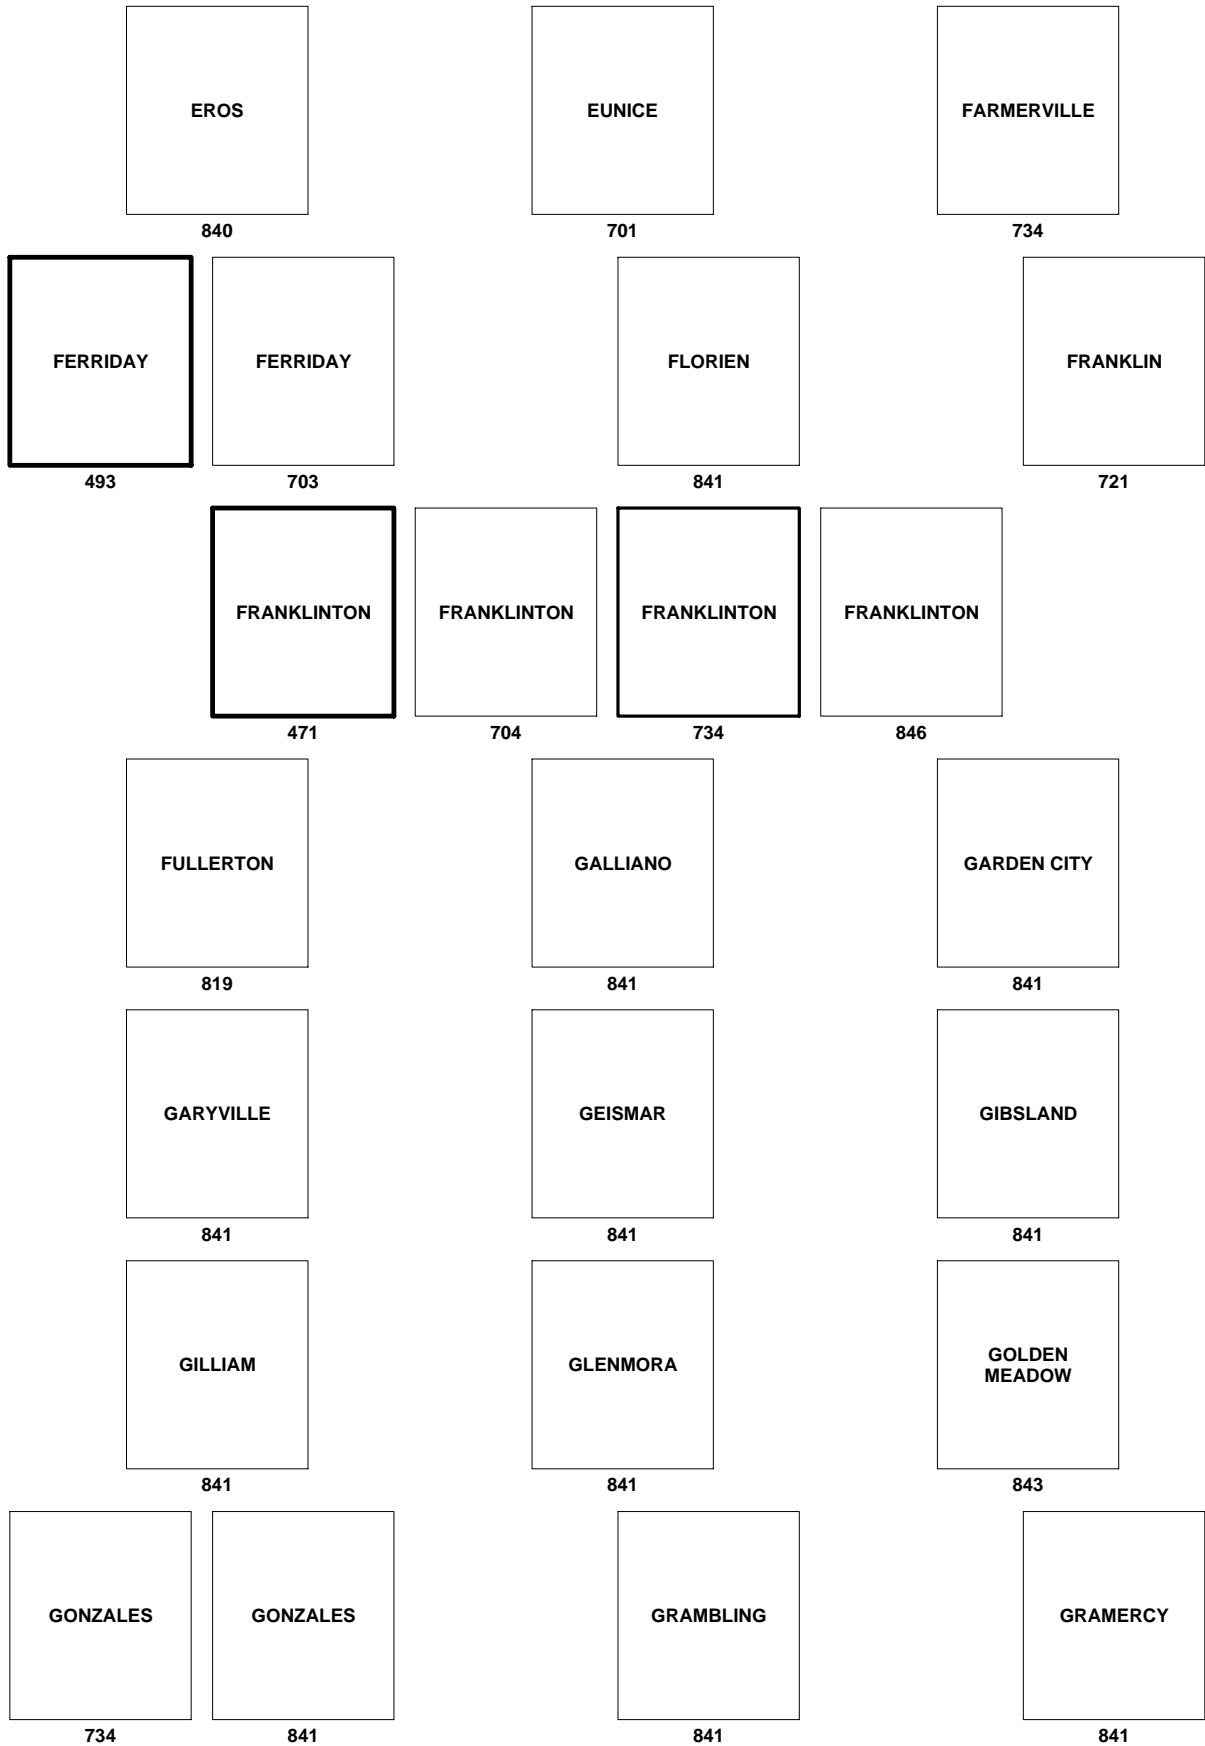 EROS
EUNICE
FARMERVILLE
840
701
734
FERRIDAY
FERRIDAY
FLORIEN
FRANKLIN
493
703
841
721
FRANKLINTON
FRANKLINTON
FRANKLINTON
FRANKLINTON
471
704
734
846
FULLERTON
GALLIANO
GARDEN CITY
819
841
841
GARYVILLE
GEISMAR
GIBSLAND
841
841
841
GILLIAM
GLENMORA
GOLDEN
MEADOW
841
841
843
GONZALES
GONZALES
GRAMBLING
GRAMERCY
734
841
841
841